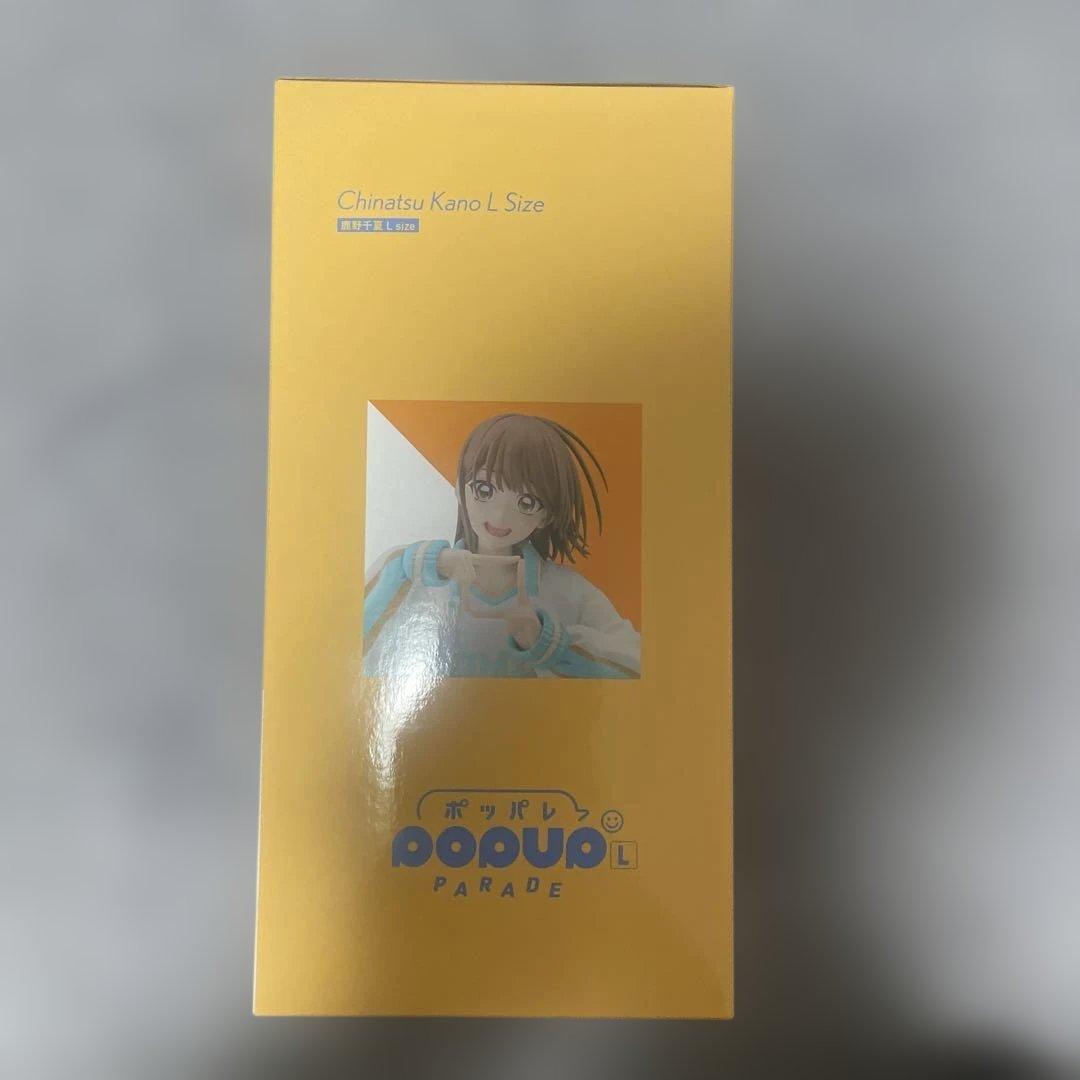 Chinatsu Kano L Size
鹿野千夏 L size
ポッパレ
POPUP L
PARADE